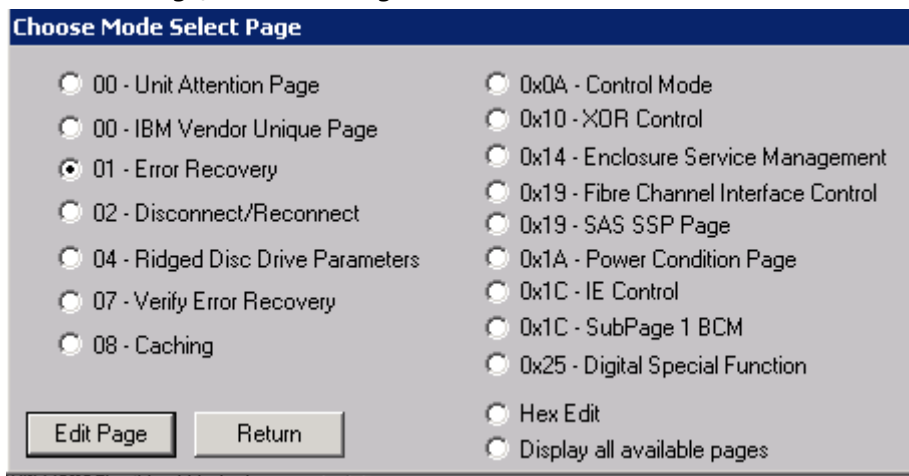 Choose Mode Select Page
00 - Unit Attention Page
00 - IBM Vendor Unique Page
01 - Error Recovery
02 - Disconnect/Reconnect
04 - Ridged Disc Drive Parameters
07 - Verify Error Recovery
08 - Caching
0x0A - Control Mode
0x10 - XOR Control
0x14 - Enclosure Service Management
0x19 - Fibre Channel Interface Control
0x19 - SAS SSP Page
0x1A - Power Condition Page
0x1C - IE Control
0x1C - SubPage 1 BCM
0x25 - Digital Special Function
Hex Edit
Display all available pages
Edit Page
Return